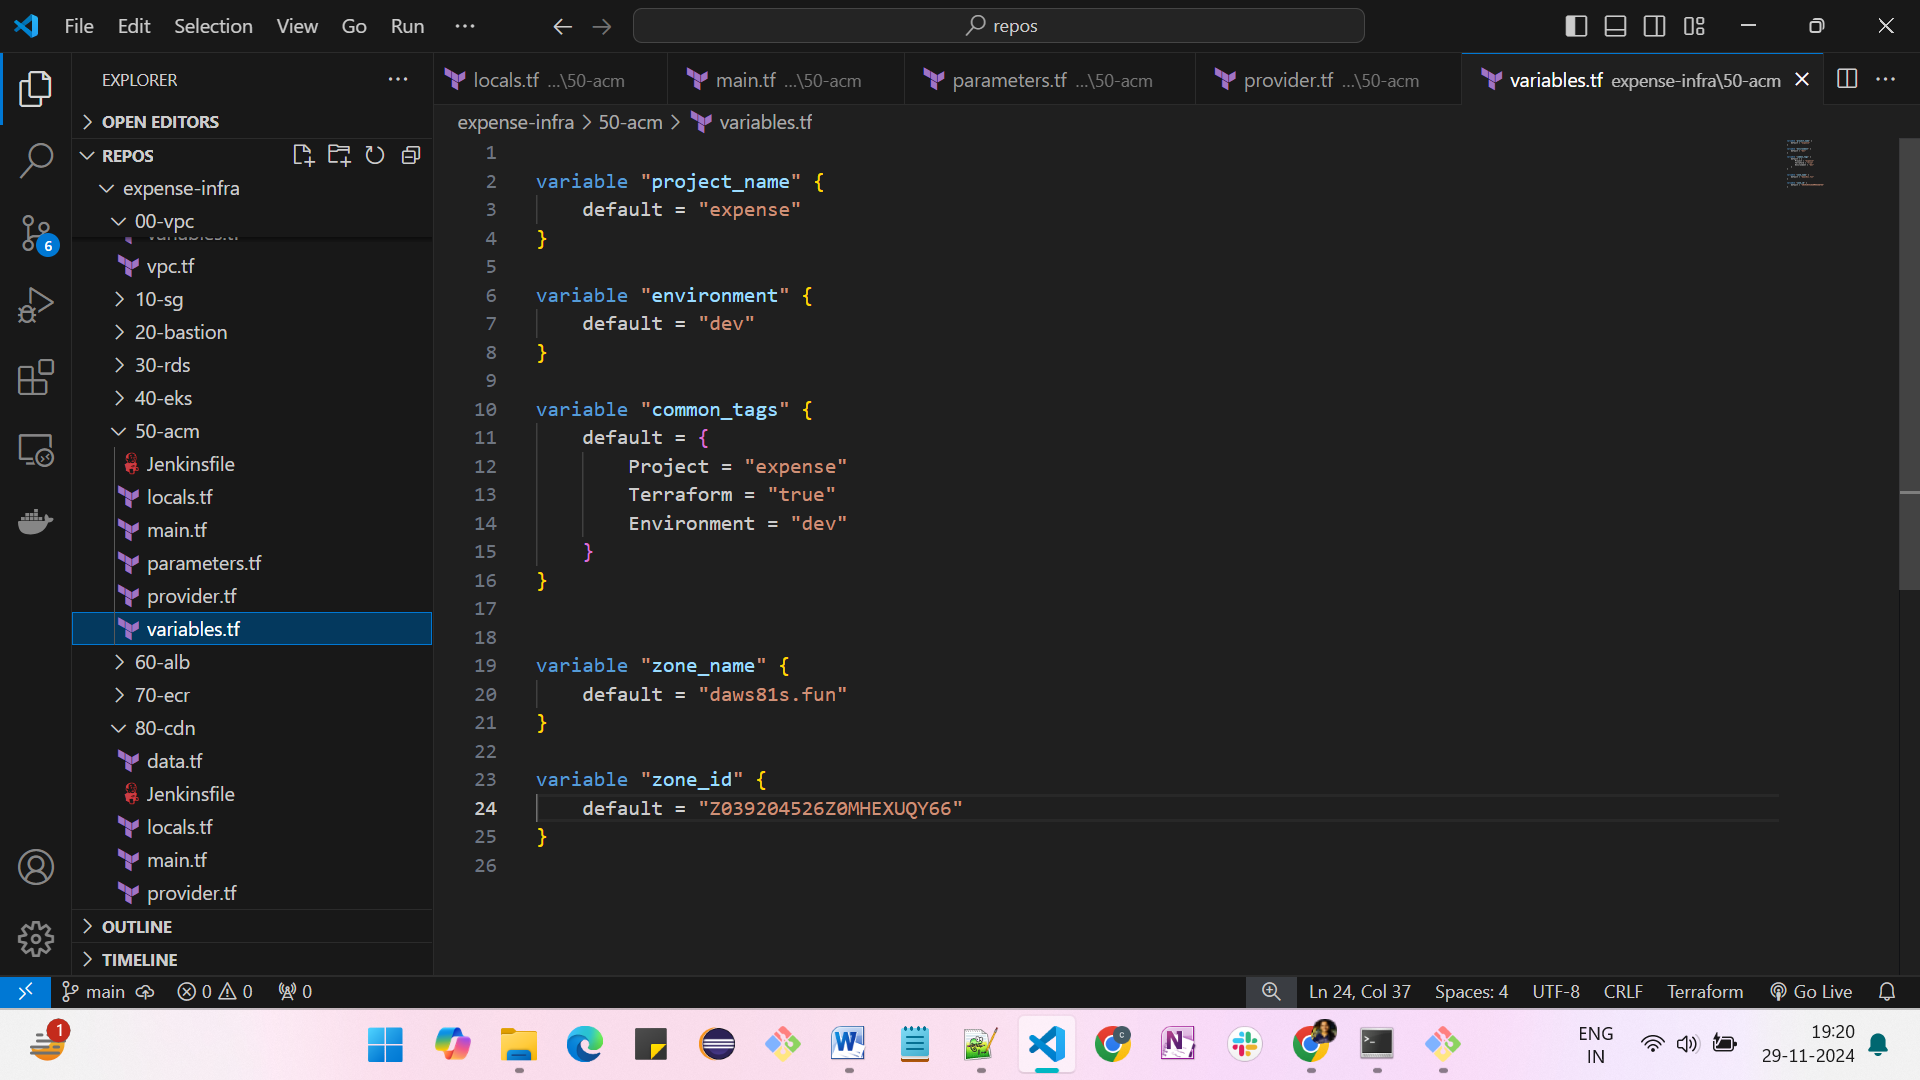 File Edit Selection View Go Run ···
repos
EXPLORER
locals.tf ...\50-acm
main.tf ...\50-acm
parameters.tf ...\50-acm
provider.tf ...\50-acm
variables.tf expense-infra\50-acm
OPEN EDITORS
REPOS
expense-infra > 50-acm > variables.tf
expense-infra
00-vpc
variables.tf
vpc.tf
10-sg
20-bastion
30-rds
40-eks
50-acm
Jenkinsfile
locals.tf
main.tf
parameters.tf
provider.tf
variables.tf
60-alb
70-ecr
80-cdn
data.tf
Jenkinsfile
locals.tf
main.tf
provider.tf
OUTLINE
TIMELINE
6
1
2 variable "project_name" {
3 default = "expense"
4 }
5
6 variable "environment" {
7 default = "dev"
8 }
9
10 variable "common_tags" {
11 default = {
12 Project = "expense"
13 Terraform = "true"
14 Environment = "dev"
15 }
16 }
17
18
19 variable "zone_name" {
20 default = "daws81s.fun"
21 }
22
23 variable "zone_id" {
24 default = "Z039204526Z0MHEXUQY66"
25 }
26
main 0 0 0
Ln 24, Col 37 Spaces: 4 UTF-8 CRLF Terraform Go Live
1
ENG
IN
19:20
29-11-2024